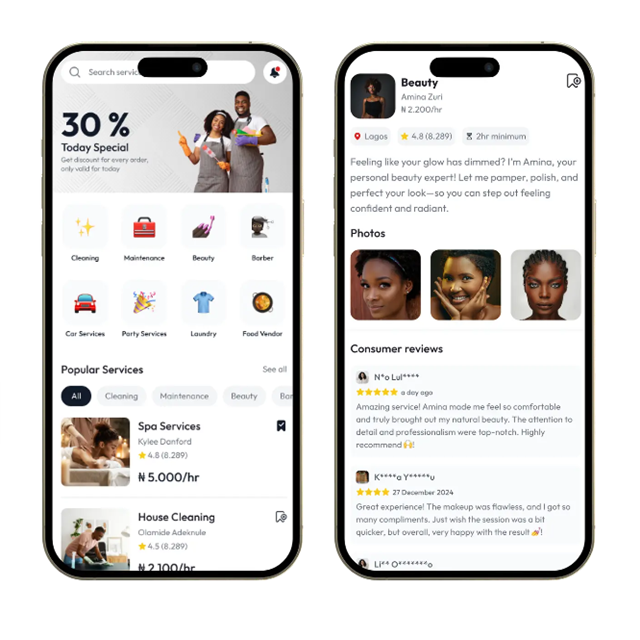 Search servic
30 %
Today Special
Get discount for every order,
only valid for today
Cleaning
Maintenance
Beauty
Barber
Car Services
Party Services
Laundry
Food Vendor
Popular Services
See all
All
Cleaning
Maintenance
Beauty
Bar
Spa Services
Kylee Danford
4.8 (8.289)
₦ 5.000/hr
House Cleaning
Olamide Adeknule
4.5 (8.289)
₦ 2.100/hr
Beauty
Amina Zuri
₦ 2.200/hr
Lagos
4.8 (8.289)
2hr minimum
Feeling like your glow has dimmed? I'm Amina, your
personal beauty expert! Let me pamper, polish, and
perfect your look—so you can step out feeling
confident and radiant.
Photos
Consumer reviews
N*o Lul****
a day ago
Amazing service! Amina made me feel so comfortable
and truly brought out my natural beauty. The attention to
detail and professionalism were top-notch. Highly
recommend 🙌!
K****a Y*****u
27 December 2024
Great experience! The makeup was flawless, and I got so
many compliments. Just wish the session was a bit
quicker, but overall, very happy with the result 💅!
Li** O*******o